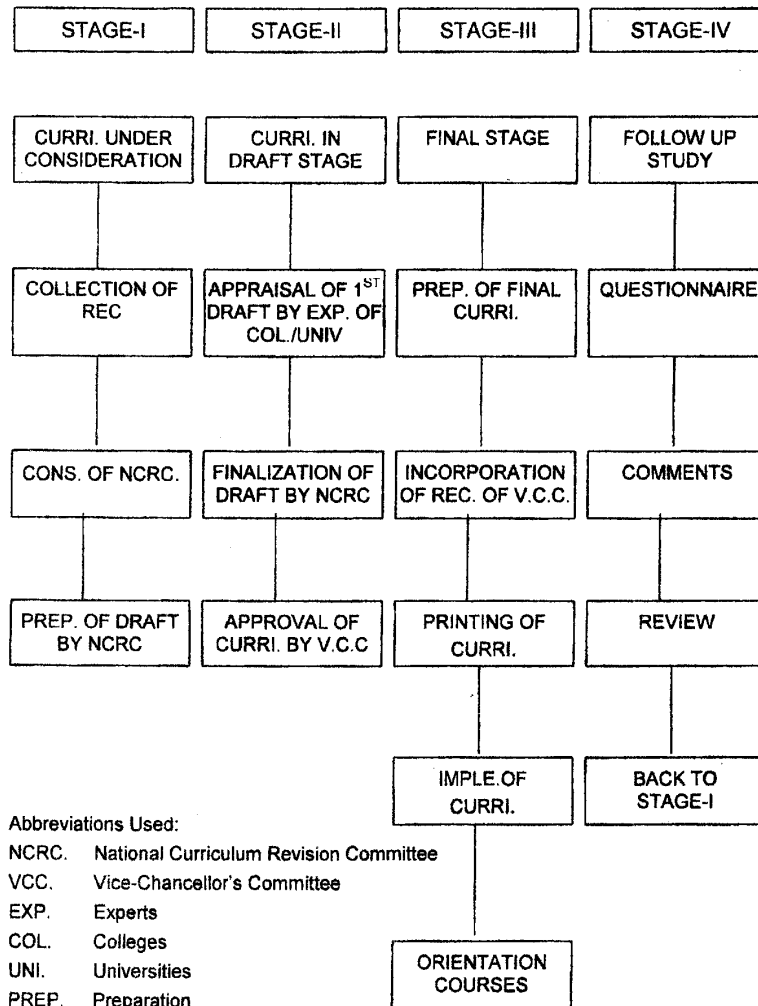 STAGE-I
STAGE-II
STAGE-III
STAGE-IV
CURRI. UNDER
CONSIDERATION
CURRI. IN
DRAFT STAGE
FINAL STAGE
FOLLOW UP
STUDY
COLLECTION OF
REC
APPRAISAL OF 1ST
DRAFT BY EXP. OF
COL./UNIV
PREP. OF FINAL
CURRI.
QUESTIONNAIRE
CONS. OF NCRC.
FINALIZATION OF
DRAFT BY NCRC
INCORPORATION
OF REC. OF V.C.C.
COMMENTS
PREP. OF DRAFT
BY NCRC
APPROVAL OF
CURRI. BY V.C.C
PRINTING OF
CURRI.
REVIEW
IMPLE.OF
CURRI.
BACK TO
STAGE-I
ORIENTATION
COURSES
Abbreviations Used:
NCRC. National Curriculum Revision Committee
VCC. Vice-Chancellor's Committee
EXP. Experts
COL. Colleges
UNI. Universities
PREP. Preparation